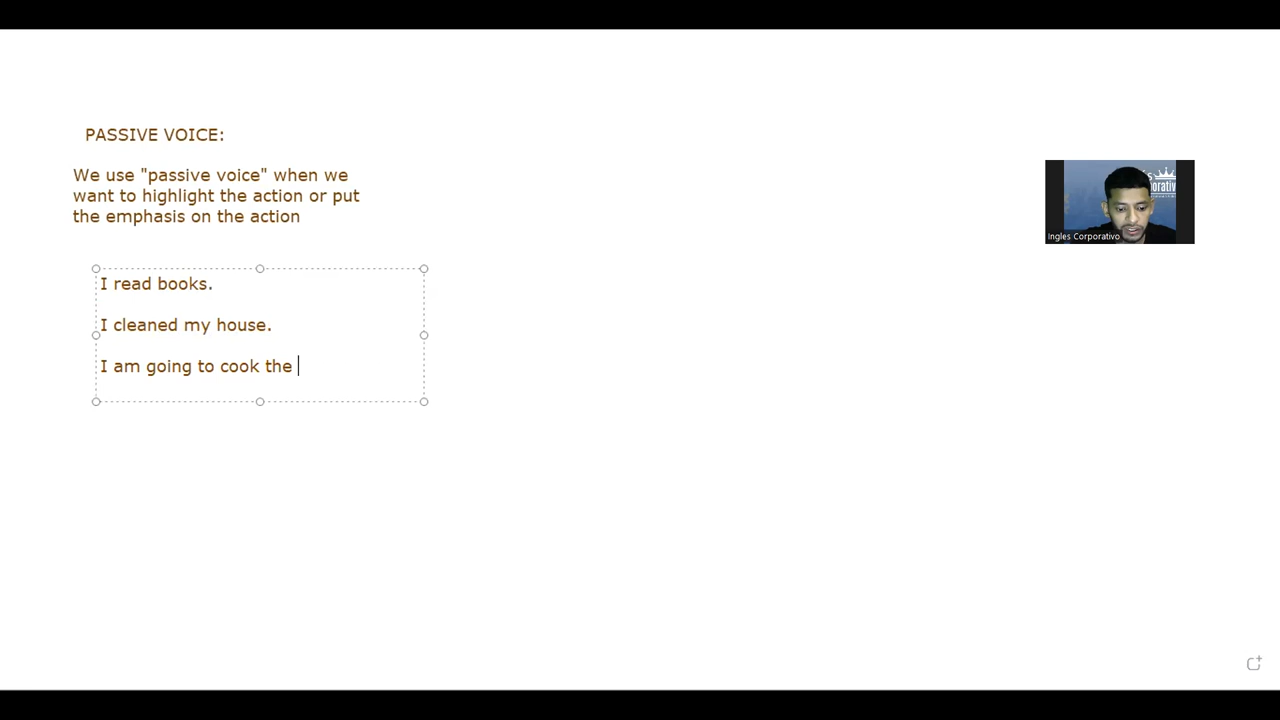 PASSIVE VOICE:
We use "passive voice" when we
want to highlight the action or put
the emphasis on the action
I read books.
I cleaned my house.
I am going to cook the
Ingles Corporativo